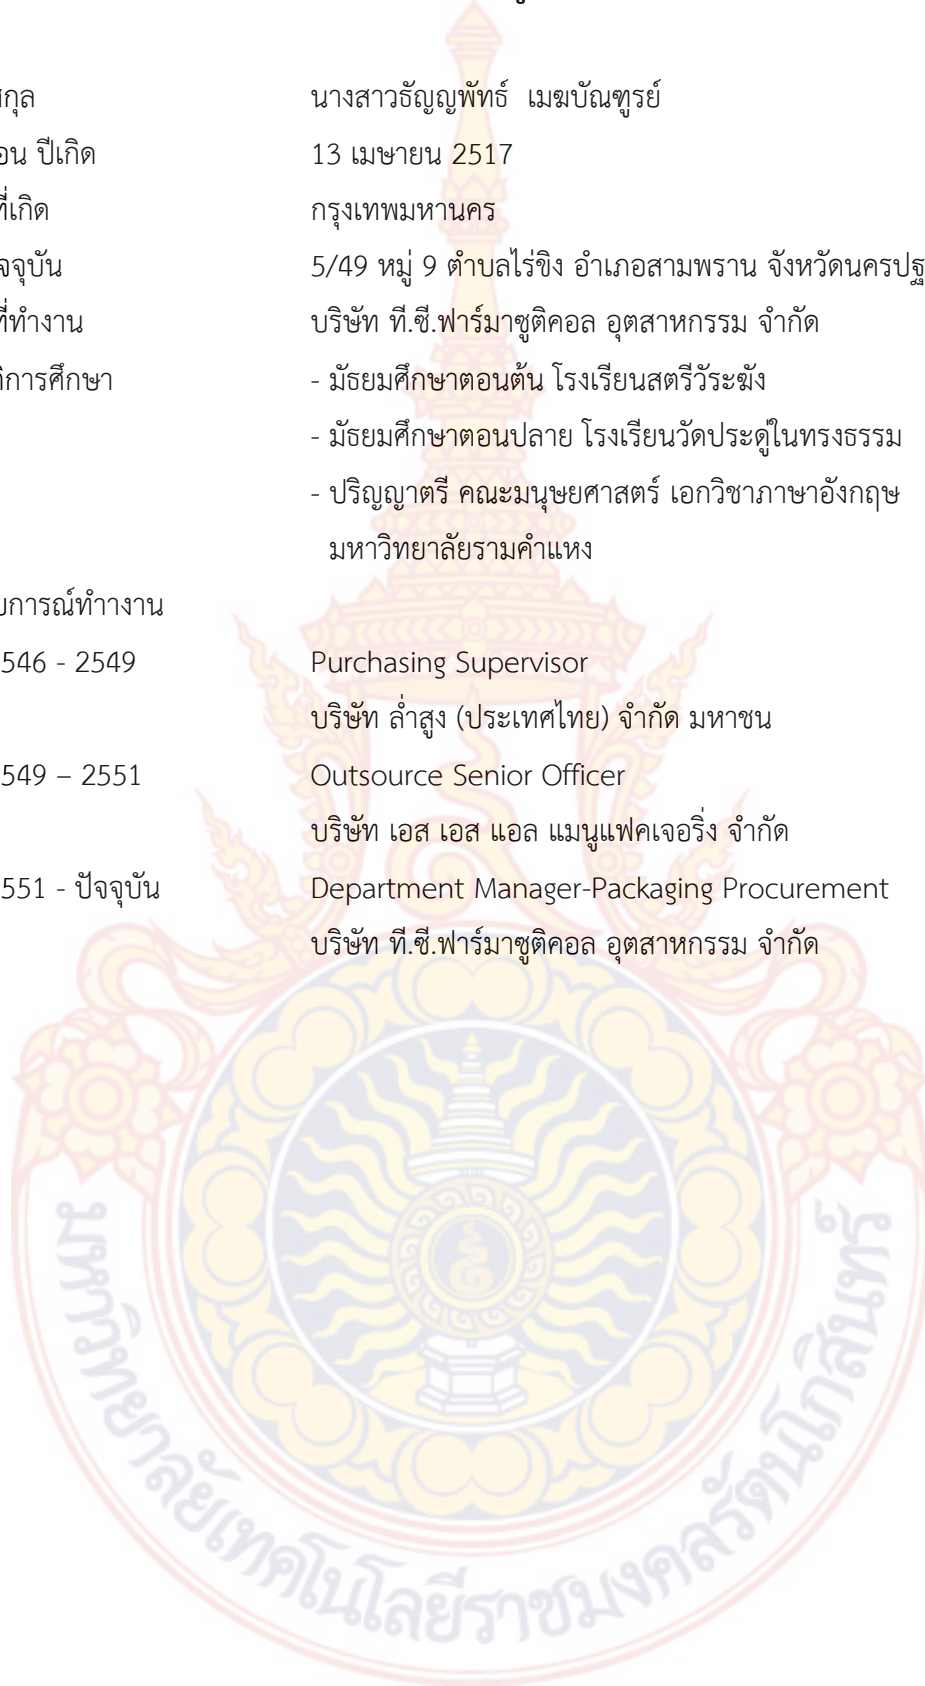 สกุล นางสาวธัญญพัทธ์ เมฆบัณฑูรย์
อน ปีเกิด 13 เมษายน 2517
ที่เกิด กรุงเทพมหานคร
จจุบัน 5/49 หมู่ 9 ตำบลไร่ขิง อำเภอสามพราน จังหวัดนครปฐ
ที่ทำงาน บริษัท ที.ซี.ฟาร์มาซูติคอล อุตสาหกรรม จำกัด
ติการศึกษา - มัธยมศึกษาตอนต้น โรงเรียนสตรีวัระฆัง
- มัธยมศึกษาตอนปลาย โรงเรียนวัดประดู่ในทรงธรรม
- ปริญญาตรี คณะมนุษยศาสตร์ เอกวิชาภาษาอังกฤษ
มหาวิทยาลัยรามคำแหง
บการณ์ทำางาน
546 - 2549 Purchasing Supervisor
บริษัท ล่ำสูง (ประเทศไทย) จำกัด มหาชน
549 – 2551 Outsource Senior Officer
บริษัท เอส เอส แอล แมนูแฟคเจอริ่ง จำกัด
551 - ปัจจุบัน Department Manager-Packaging Procurement
บริษัท ที.ซี.ฟาร์มาซูติคอล อุตสาหกรรม จำกัด
มหาวิทยาลัยเทคโนโลยีราชมงคลรัตนโกสินทร์